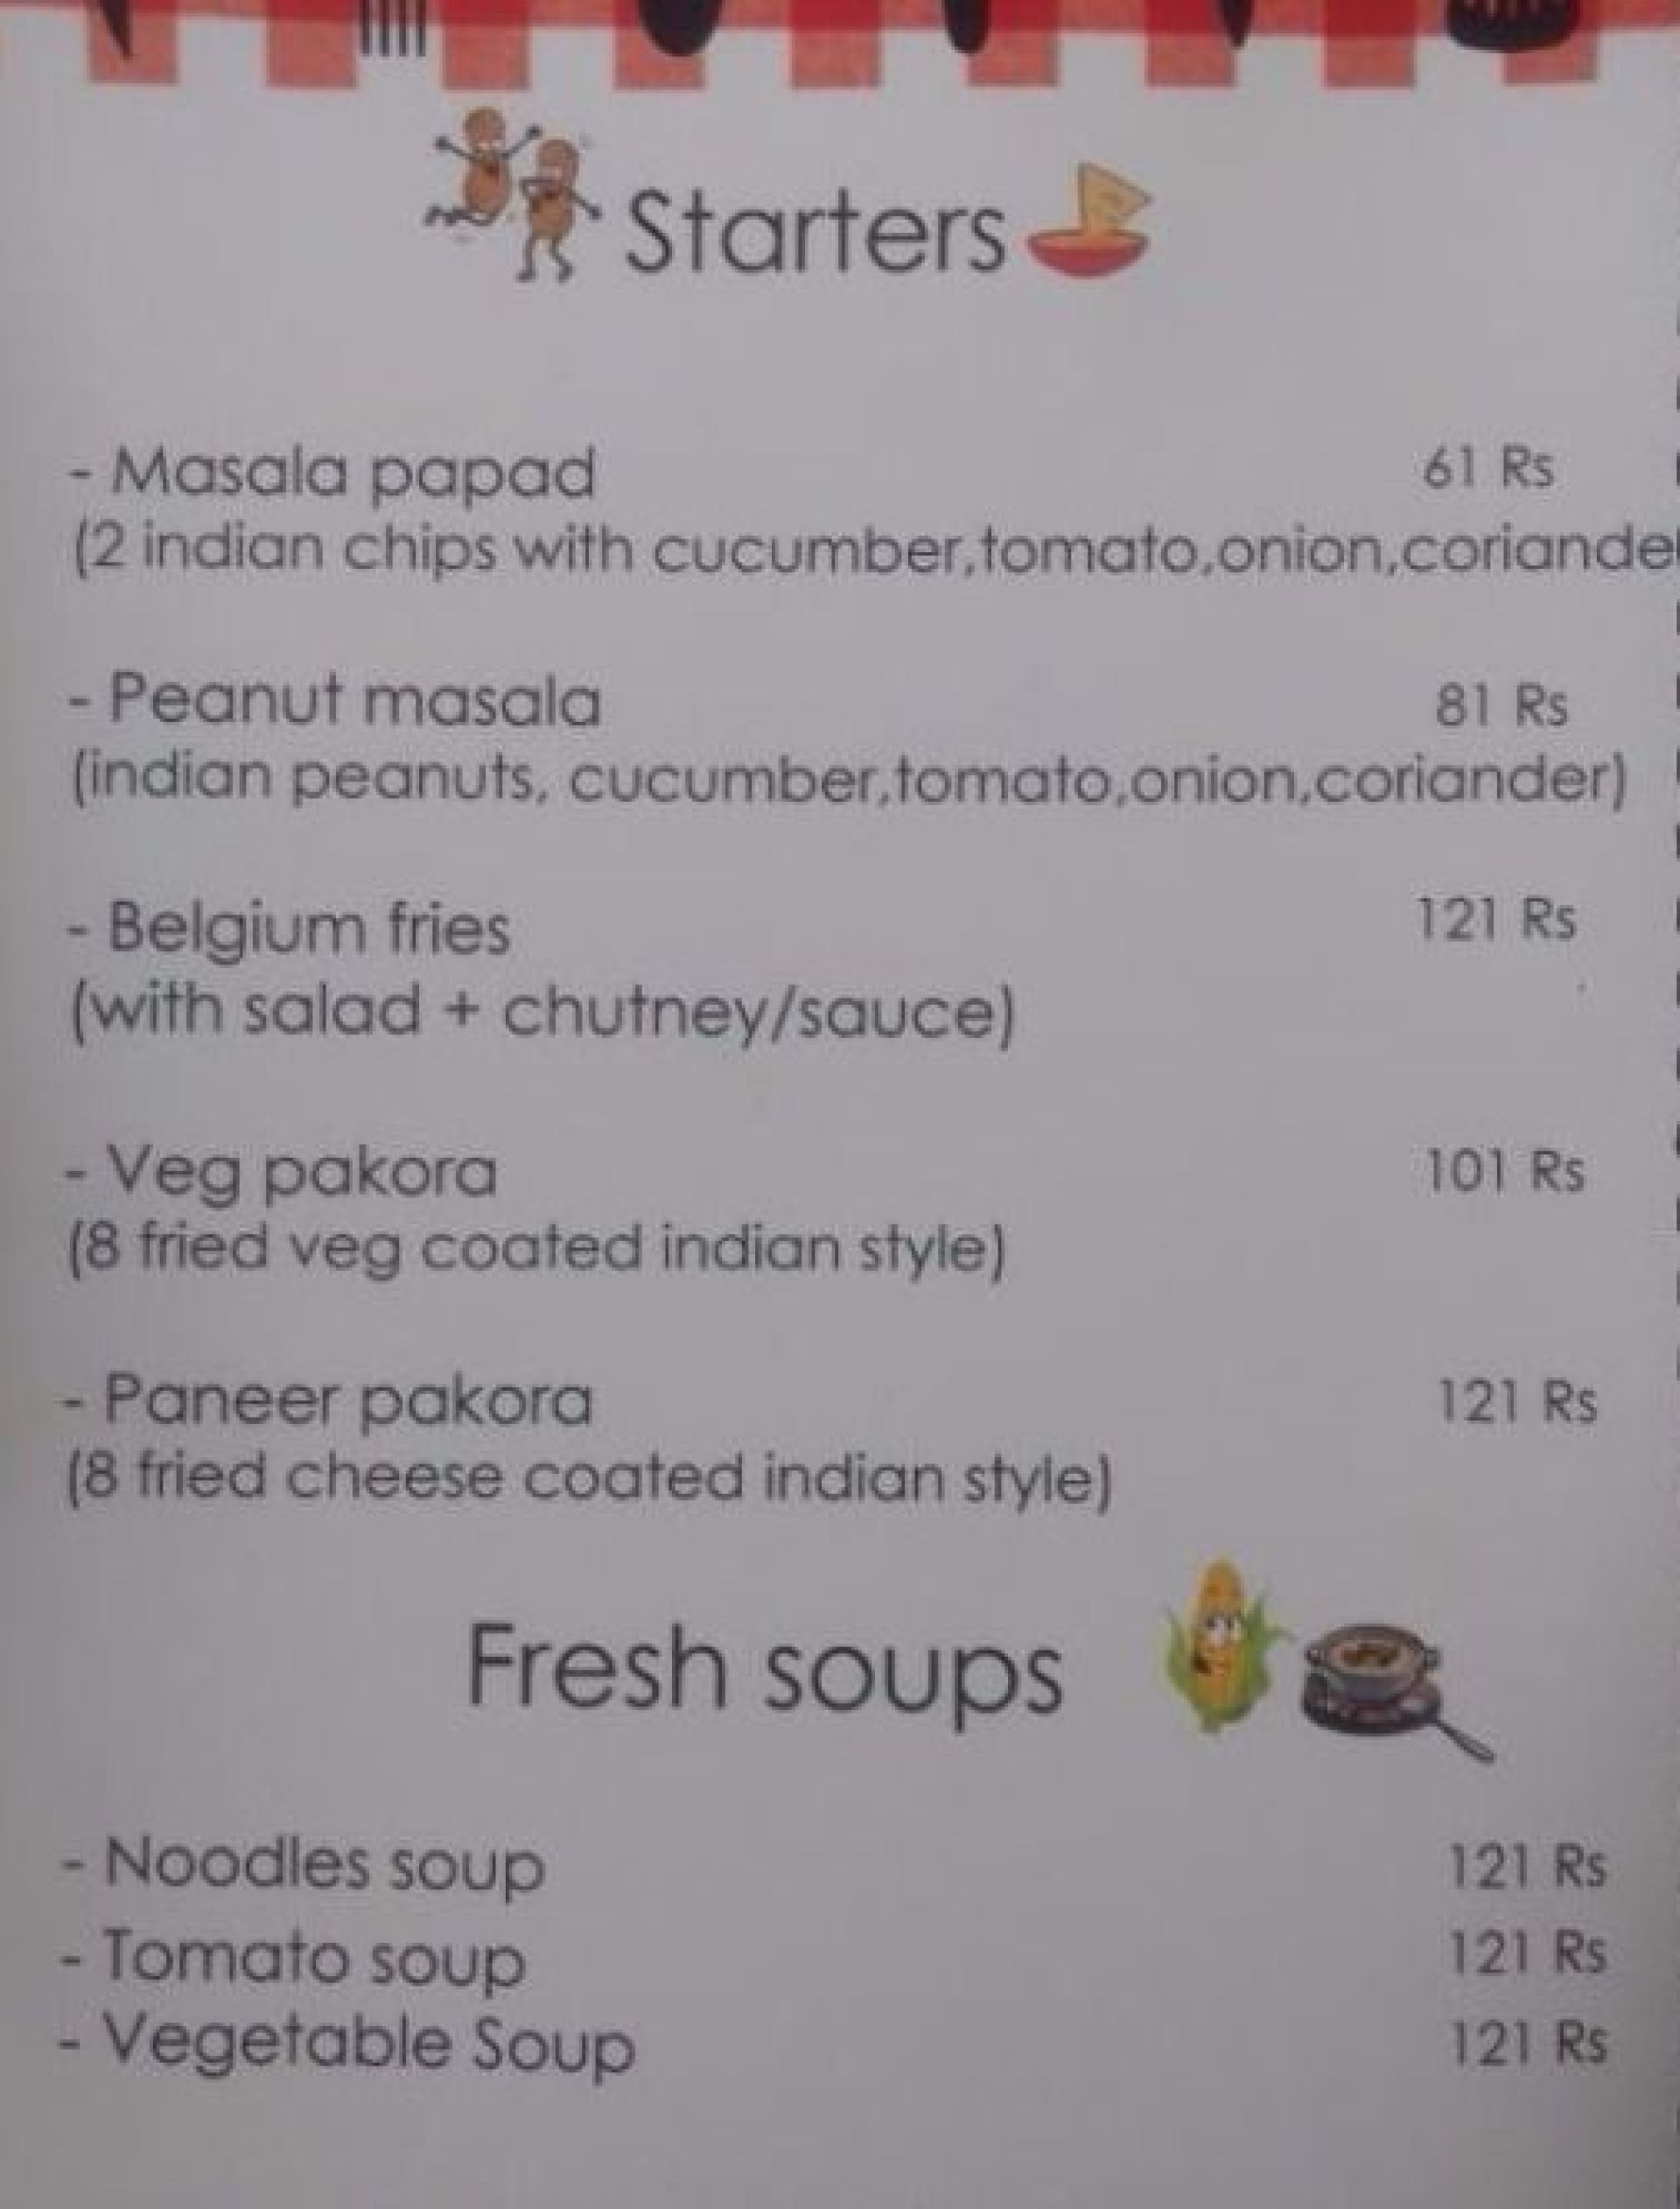 Starters
- Masala papad 61 Rs
(2 indian chips with cucumber,tomato,onion,coriander
- Peanut masala 81 Rs
(indian peanuts, cucumber,tomato,onion,coriander)
- Belgium fries 121 Rs
(with salad + chutney/sauce)
- Veg pakora 101 Rs
(8 fried veg coated indian style)
- Paneer pakora 121 Rs
(8 fried cheese coated indian style)
Fresh soups
- Noodles soup 121 Rs
- Tomato soup 121 Rs
- Vegetable Soup 121 Rs